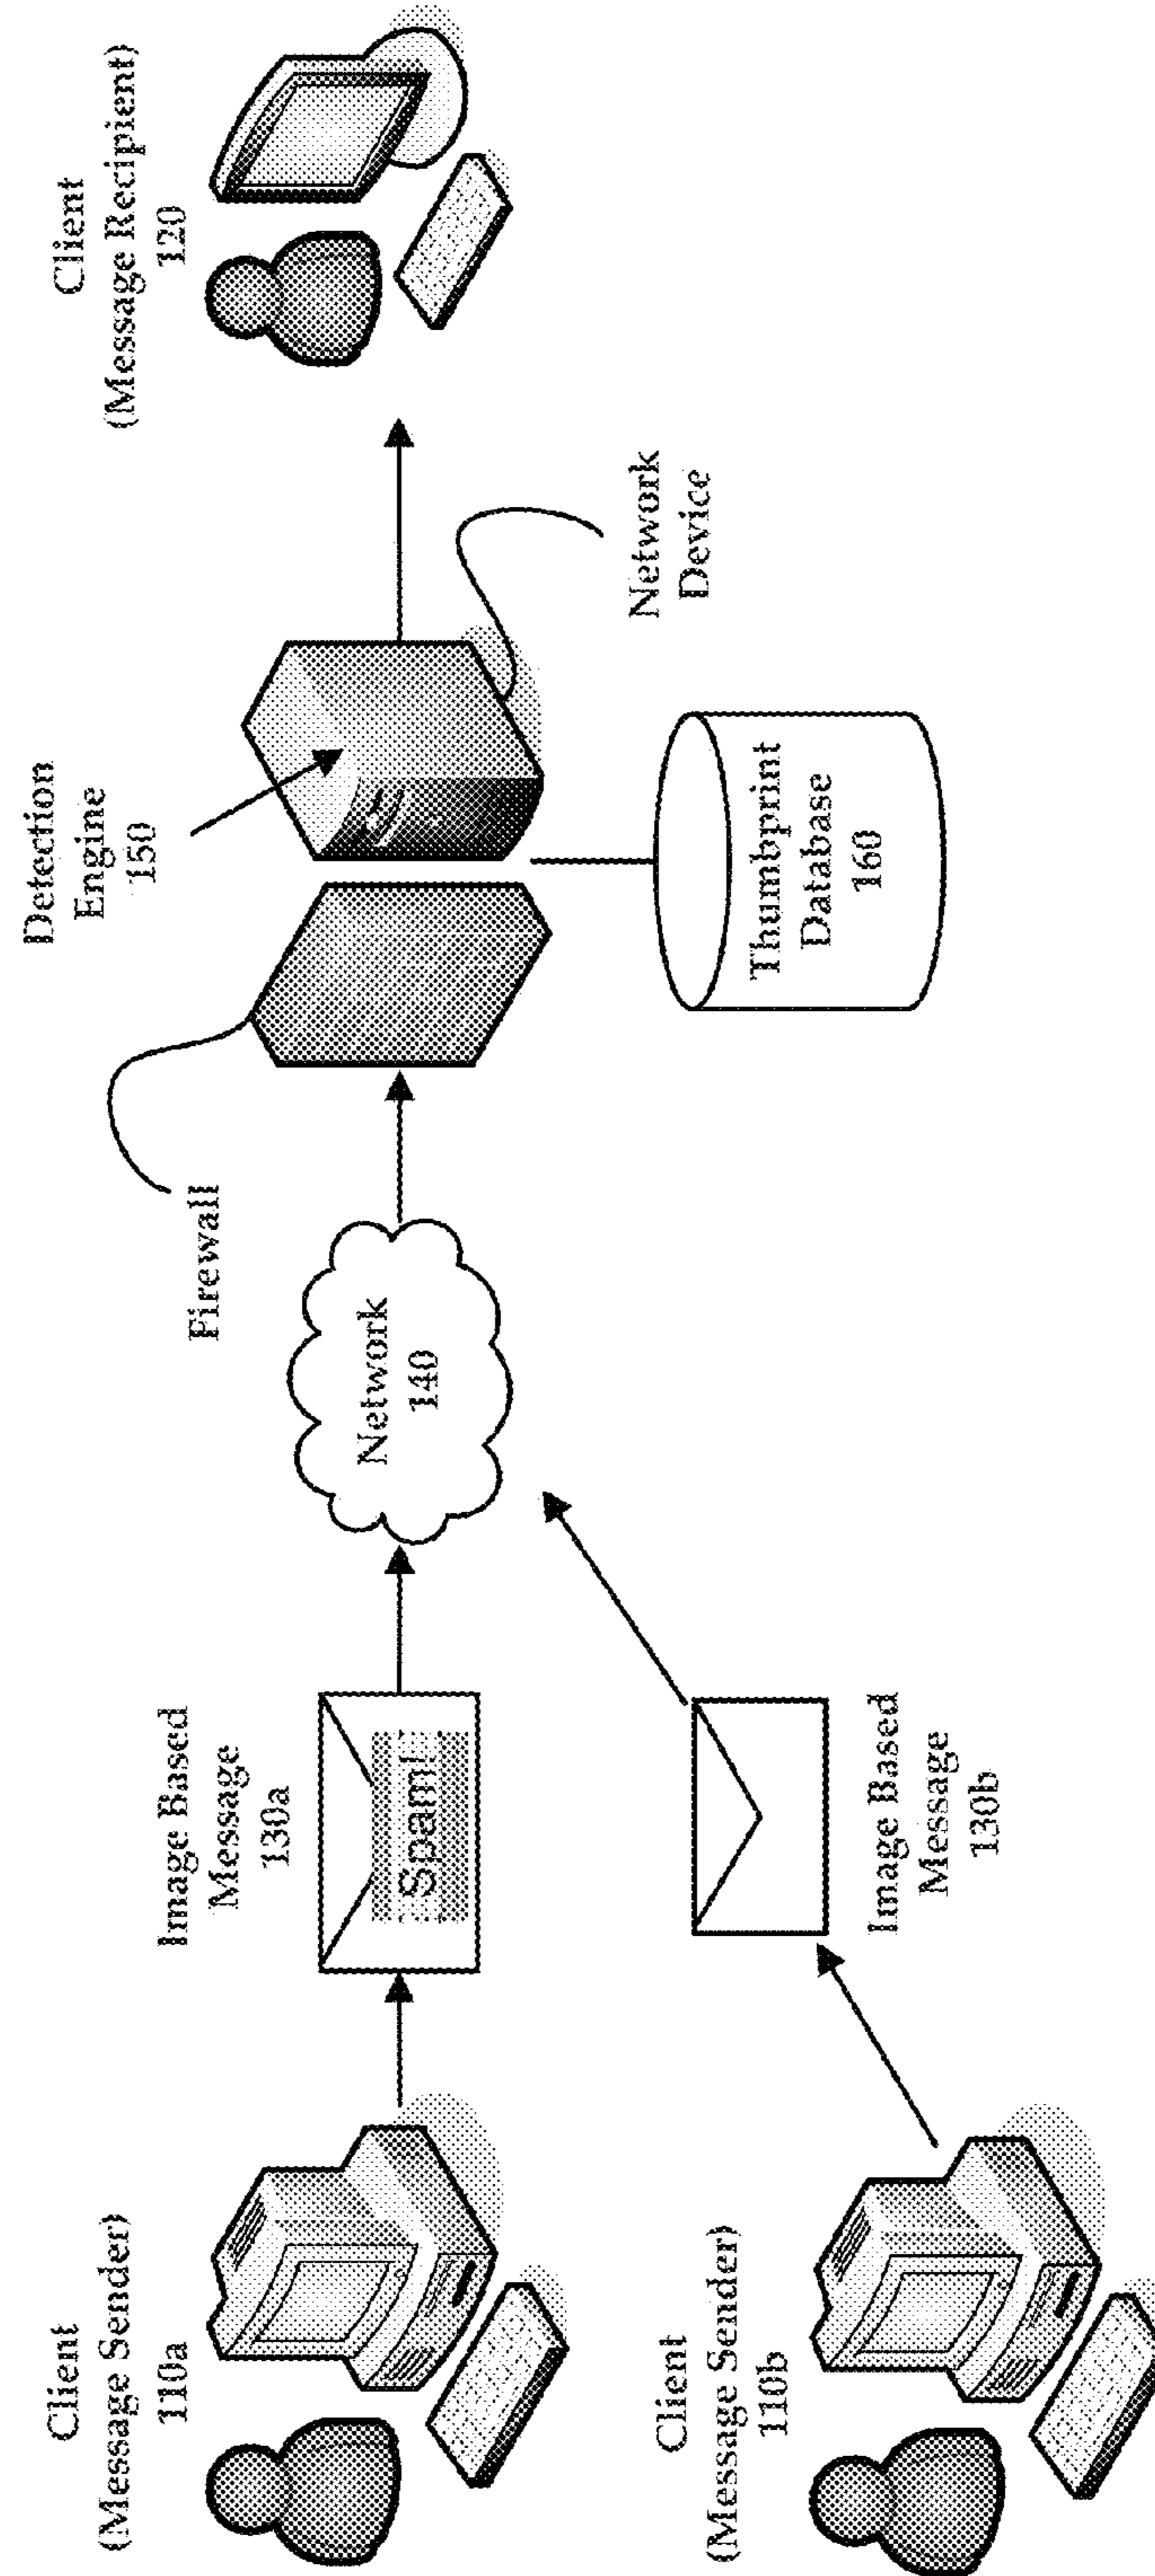 Client
(Message Sender)
110a
Image Based
Message
130a
Spam!
Network
140
Firewall
Detection
Engine
150
Client
(Message Recipient)
120
Network
Device
Thumbprint
Database
160
Client
(Message Sender)
110b
Image Based
Message
130b